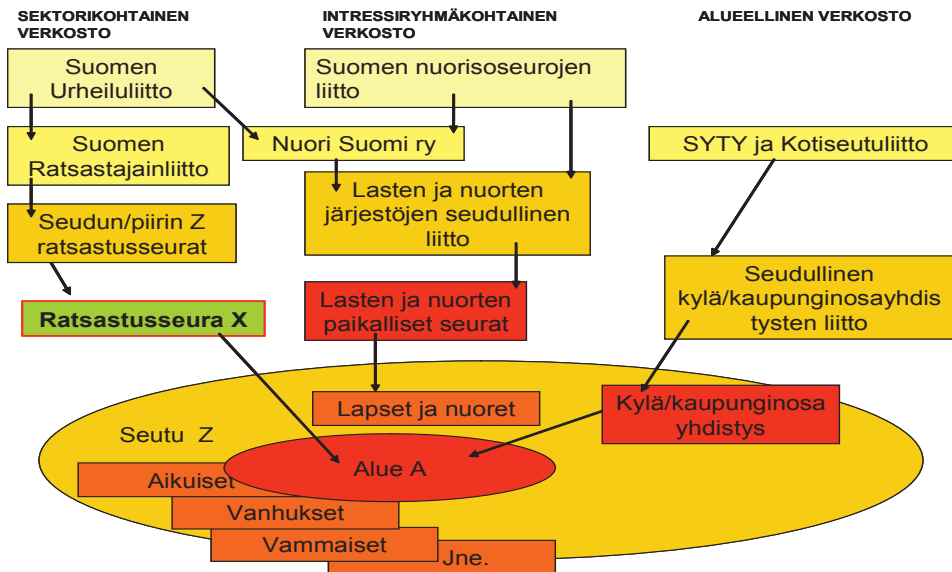 SEKTORIKOHTAINEN
VERKOSTO
INTRESSIRYHMÄKOHTAINEN
VERKOSTO
ALUEELLINEN VERKOSTO
Suomen
Urheiluliitto
Suomen nuorisoseurojen
liitto
Suomen
Ratsastajainliitto
Nuori Suomi ry
SYTY ja Kotiseutuliitto
Lasten ja nuorten
järjestöjen seudullinen
liitto
Seudun/piirin Z
ratsastusseurat
Seudullinen
kylä/kaupunginosayhdis
tysten liitto
Ratsastusseura X
Lasten ja nuorten
paikalliset seurat
Lapset ja nuoret
Kylä/kaupunginosa
yhdistys
Seutu Z
Alue A
Aikuiset
Vanhukset
Vammaiset
Jne.